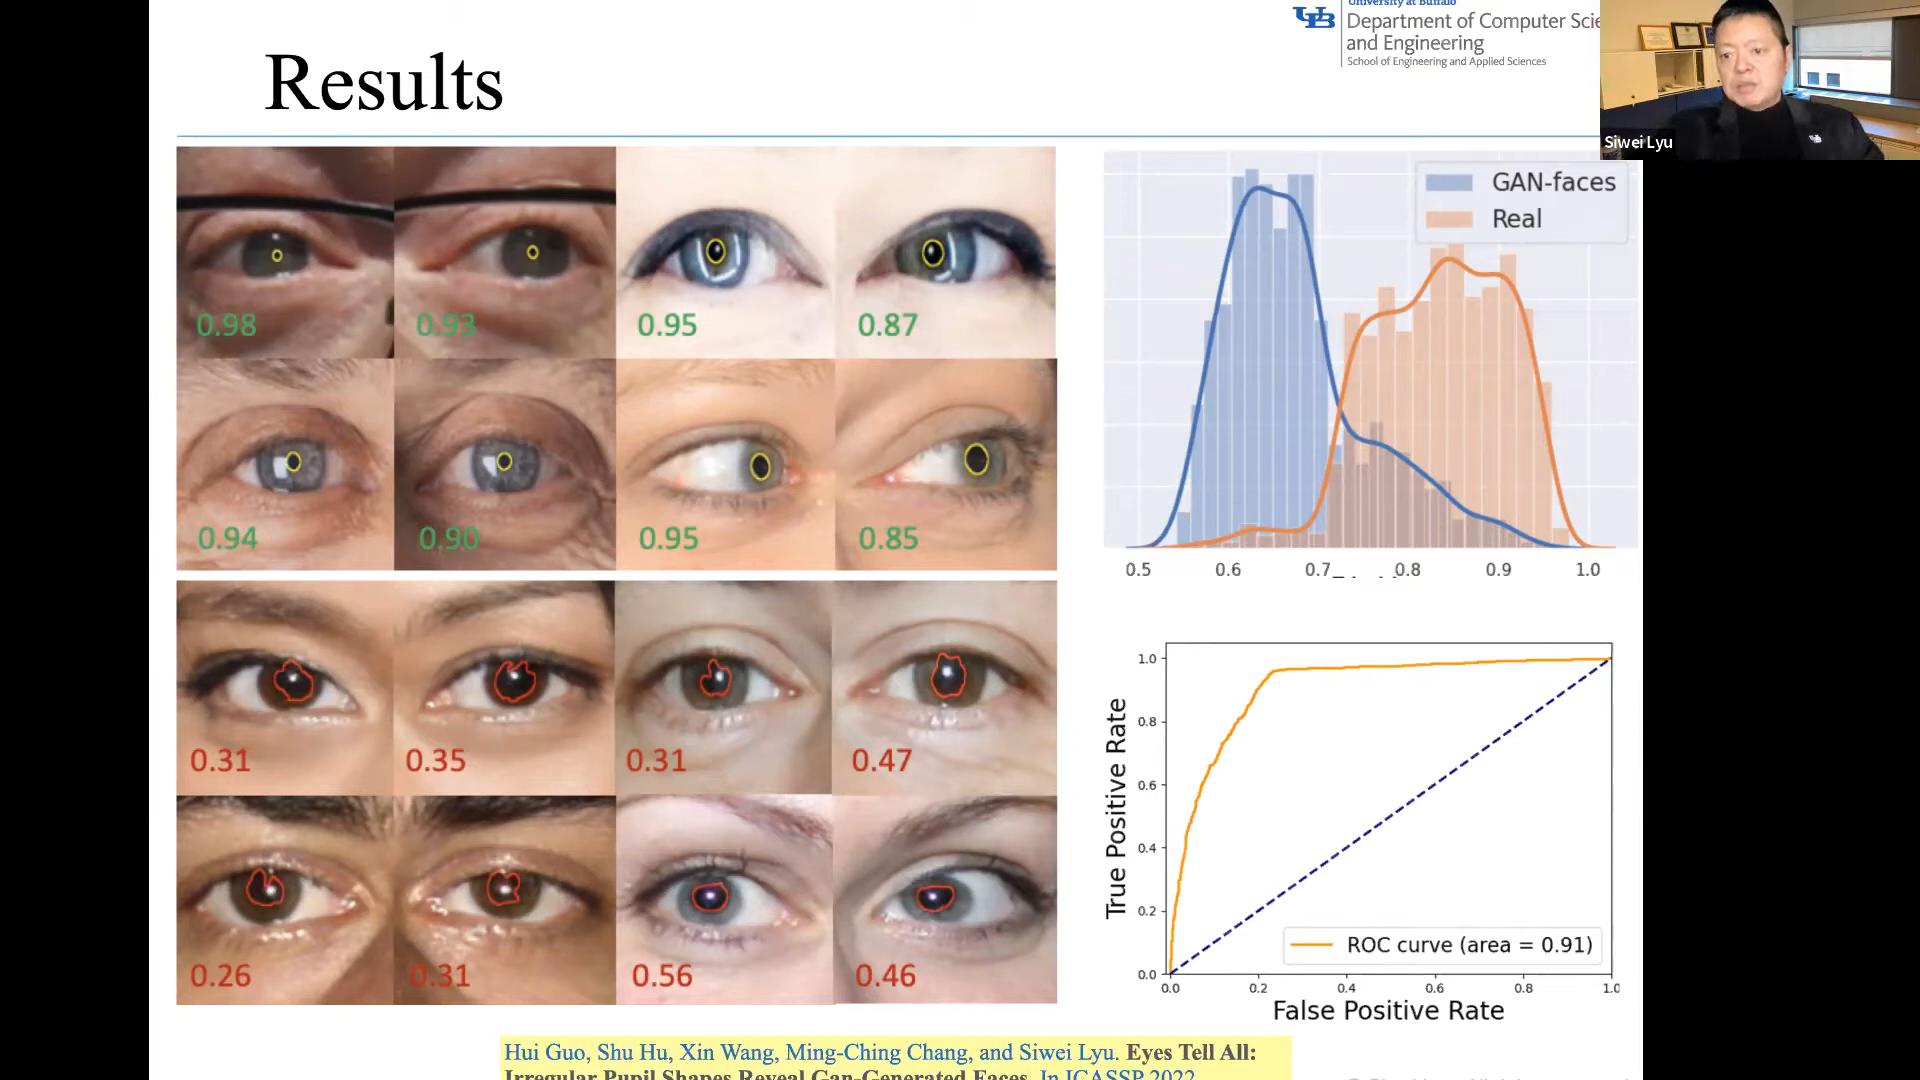 University at Buffalo
Department of Computer Scie
and Engineering
School of Engineering and Applied Sciences
Siwei Lyu
Results
0.98
0.93
0.95
0.87
0.94
0.90
0.95
0.85
0.31
0.35
0.31
0.47
0.26
0.31
0.56
0.46
GAN-faces
Real
0.5 0.6 0.7 0.8 0.9 1.0
1.0
0.8
0.6
0.4
0.2
0.0
True Positive Rate
ROC curve (area = 0.91)
0.0 0.2 0.4 0.6 0.8 1.0
False Positive Rate
Hui Guo, Shu Hu, Xin Wang, Ming-Ching Chang, and Siwei Lyu. Eyes Tell All:
Irregular Pupil Shapes Reveal Gan-Generated Faces. In ICASSP 2022